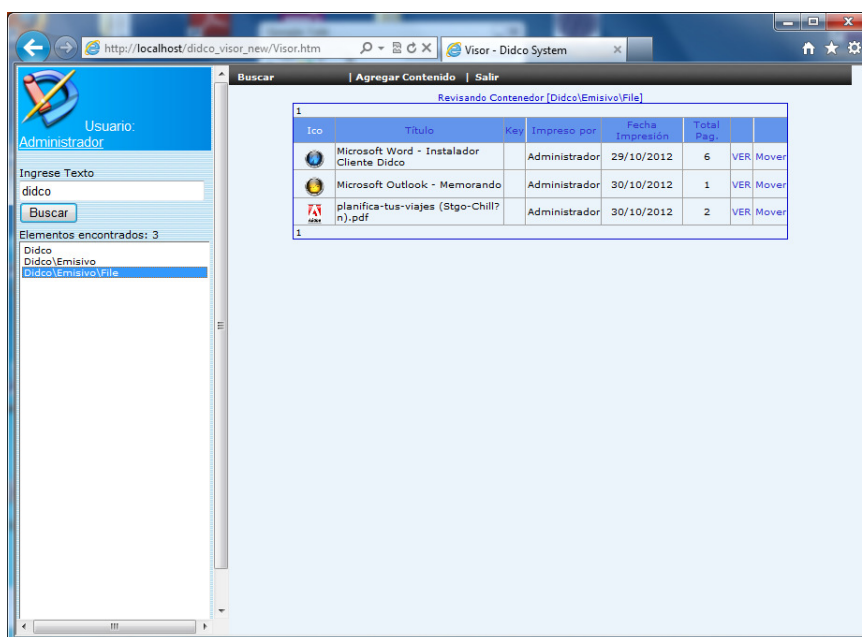 http://localhost/didco_visor_new/Visor.htm
Visor - Didco System
Usuario:
Administrador
Ingrese Texto
didco
Buscar
Elementos encontrados: 3
Didco
Didco\Emisivo
Didco\Emisivo\File
Buscar | Agregar Contenido | Salir
Revisando Contenedor [Didco\Emisivo\File]
1
Ico Título Key Impreso por Fecha Impresión Total Pag.
Microsoft Word - Instalador
Cliente Didco Administrador 29/10/2012 6 VER Mover
Microsoft Outlook - Memorando Administrador 30/10/2012 1 VER Mover
planifica-tus-viajes (Stgo-Chill?
n).pdf Administrador 30/10/2012 2 VER Mover
1